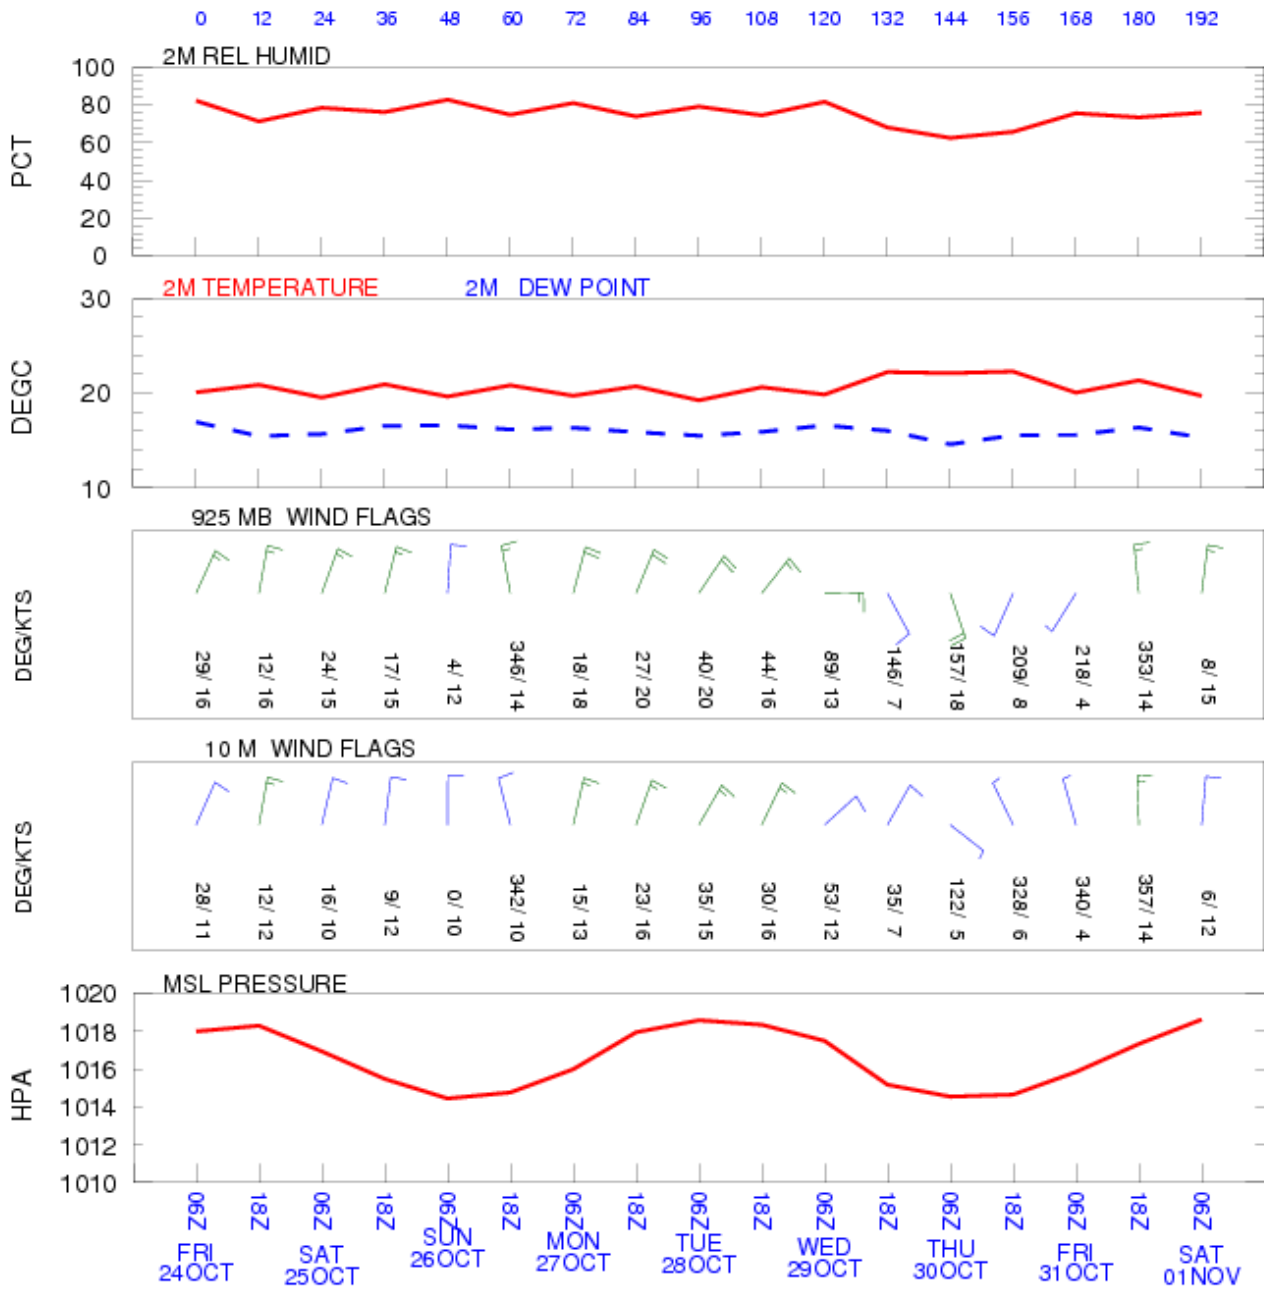 0 12 24 36 48 60 72 84 96 108 120 132 144 156 168 180 192
2M REL HUMID
100
80
60
40
20
0
PCT
2M TEMPERATURE 2M DEW POINT
30
20
10
DEGC
925 MB WIND FLAGS
DEG/KTS
29/ 16 12/ 16 24/ 15 17/ 15 4/ 12 346/ 14 18/ 18 27/ 20 40/ 20 44/ 16 89/ 13 146/ 7 157/ 18 209/ 8 218/ 4 353/ 14 8/ 15
10 M WIND FLAGS
DEG/KTS
28/ 11 12/ 12 16/ 10 9/ 12 0/ 10 342/ 10 15/ 13 23/ 16 35/ 15 30/ 16 53/ 12 35/ 7 122/ 5 328/ 6 340/ 4 357/ 14 6/ 12
MSL PRESSURE
1020
1018
1016
1014
1012
1010
HPA
06Z 18Z 06Z 18Z 06Z 18Z 06Z 18Z 06Z 18Z 06Z 18Z 06Z 18Z 06Z 18Z 06Z
FRI SAT SUN MON TUE WED THU FRI SAT
24OCT 25OCT 26OCT 27OCT 28OCT 29OCT 30OCT 31OCT 01NOV